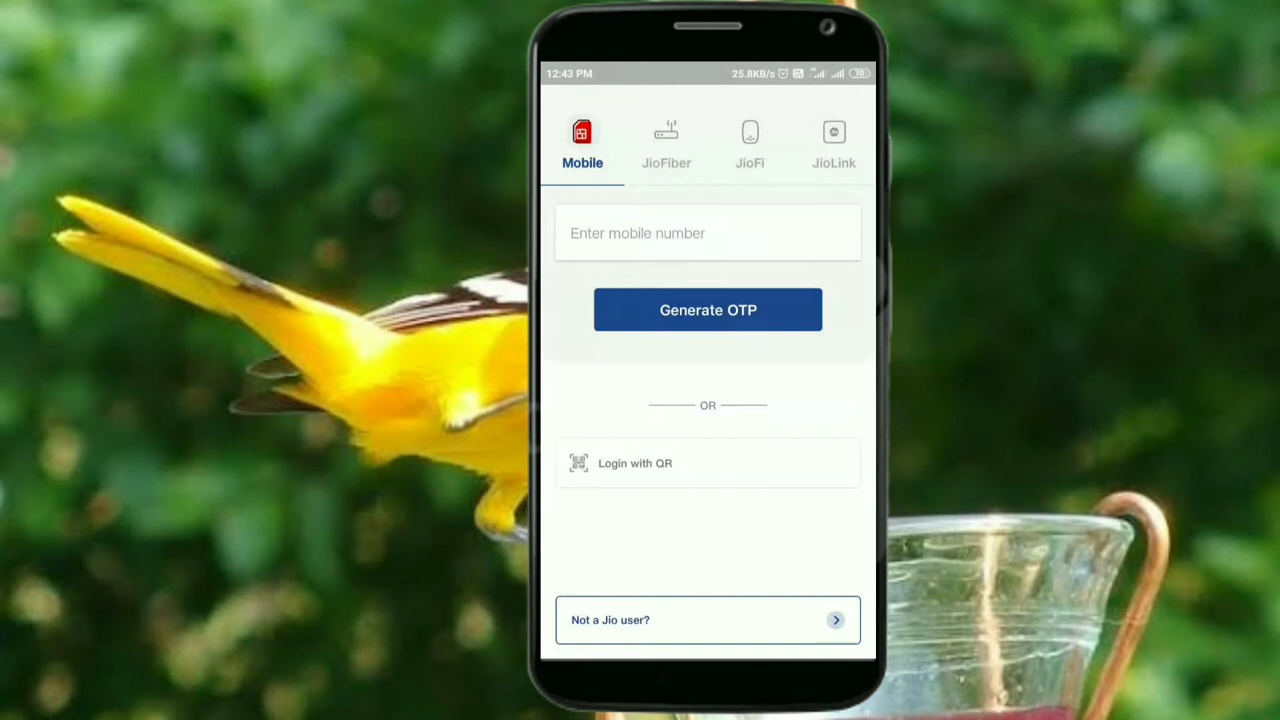 12:43 PM 25.8KB/s 70
Mobile JioFiber JioFi JioLink
Enter mobile number
Generate OTP
OR
Login with QR
Not a Jio user?